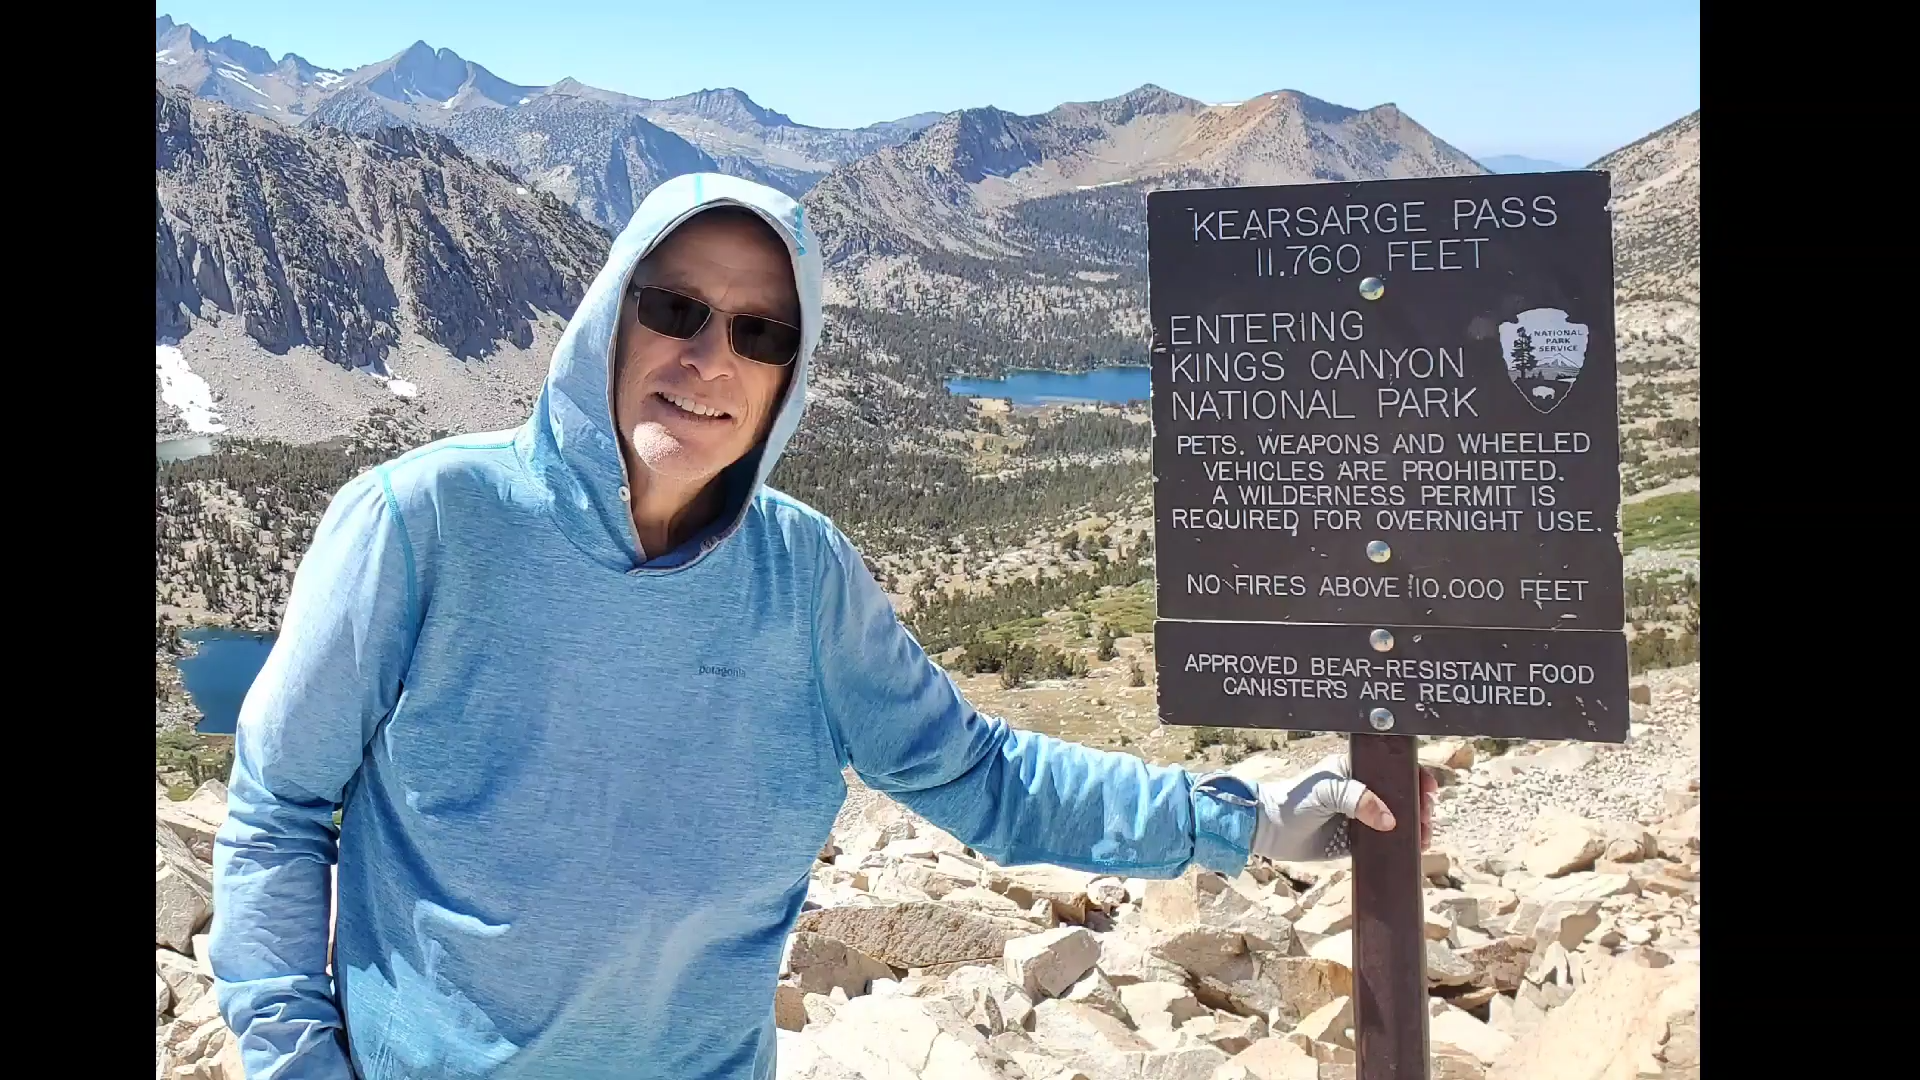 KEARSARGE PASS
11,760 FEET
ENTERING
KINGS CANYON
NATIONAL PARK
NATIONAL
PARK
SERVICE
PETS, WEAPONS AND WHEELED
VEHICLES ARE PROHIBITED.
A WILDERNESS PERMIT IS
REQUIRED FOR OVERNIGHT USE.
NO FIRES ABOVE 10,000 FEET
APPROVED BEAR-RESISTANT FOOD
CANISTERS ARE REQUIRED.
patagonia